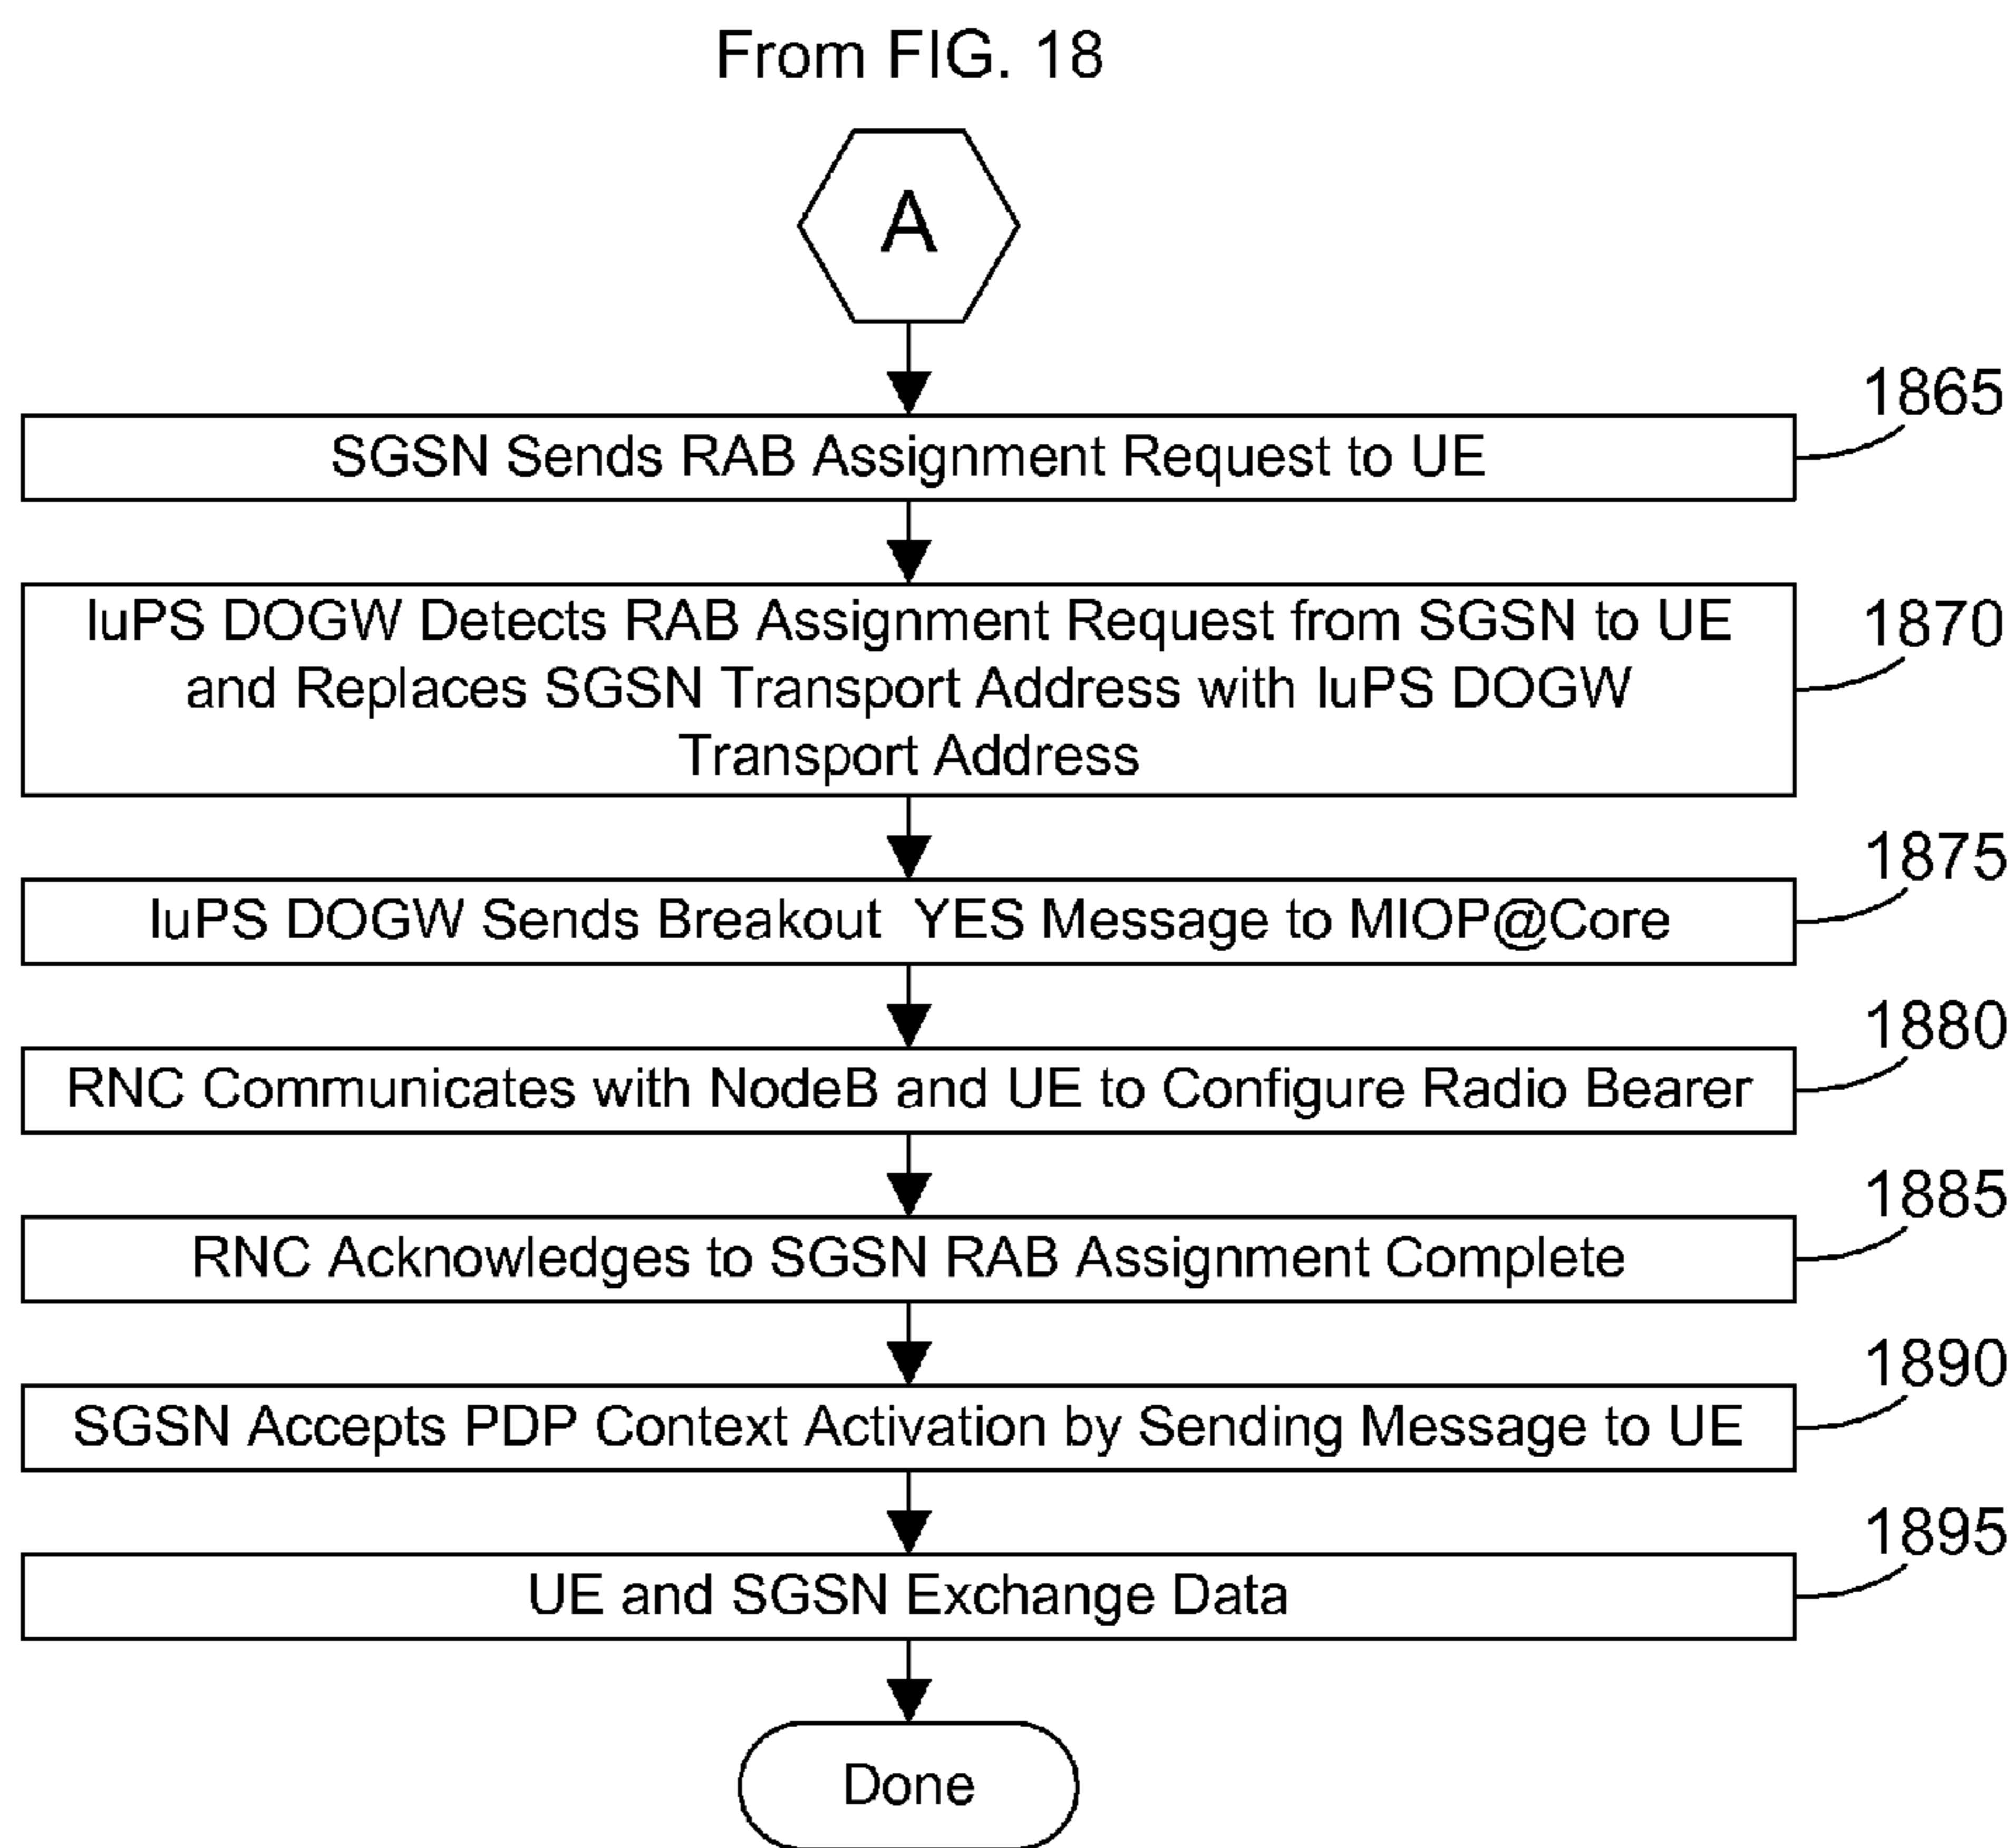 From FIG. 18
A
1865
SGSN Sends RAB Assignment Request to UE
IuPS DOGW Detects RAB Assignment Request from SGSN to UE
1870
and Replaces SGSN Transport Address with IuPS DOGW
Transport Address
1875
IuPS DOGW Sends Breakout YES Message to MIOP@Core
1880
RNC Communicates with NodeB and UE to Configure Radio Bearer
1885
RNC Acknowledges to SGSN RAB Assignment Complete
1890
SGSN Accepts PDP Context Activation by Sending Message to UE
1895
UE and SGSN Exchange Data
Done